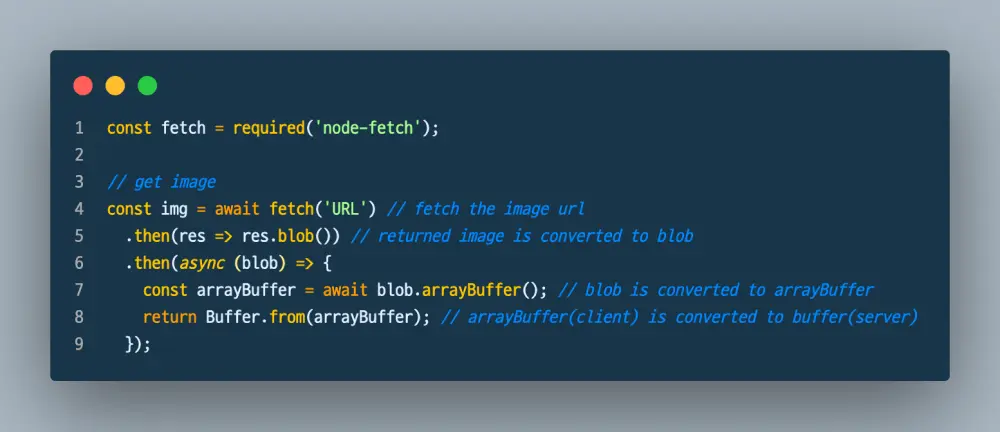 1 const fetch = required('node-fetch');
2
3 // get image
4 const img = await fetch('URL') // fetch the image url
5 .then(res => res.blob()) // returned image is converted to blob
6 .then(async (blob) => {
7 const arrayBuffer = await blob.arrayBuffer(); // blob is converted to arrayBuffer
8 return Buffer.from(arrayBuffer); // arrayBuffer(client) is converted to buffer(server)
9 });